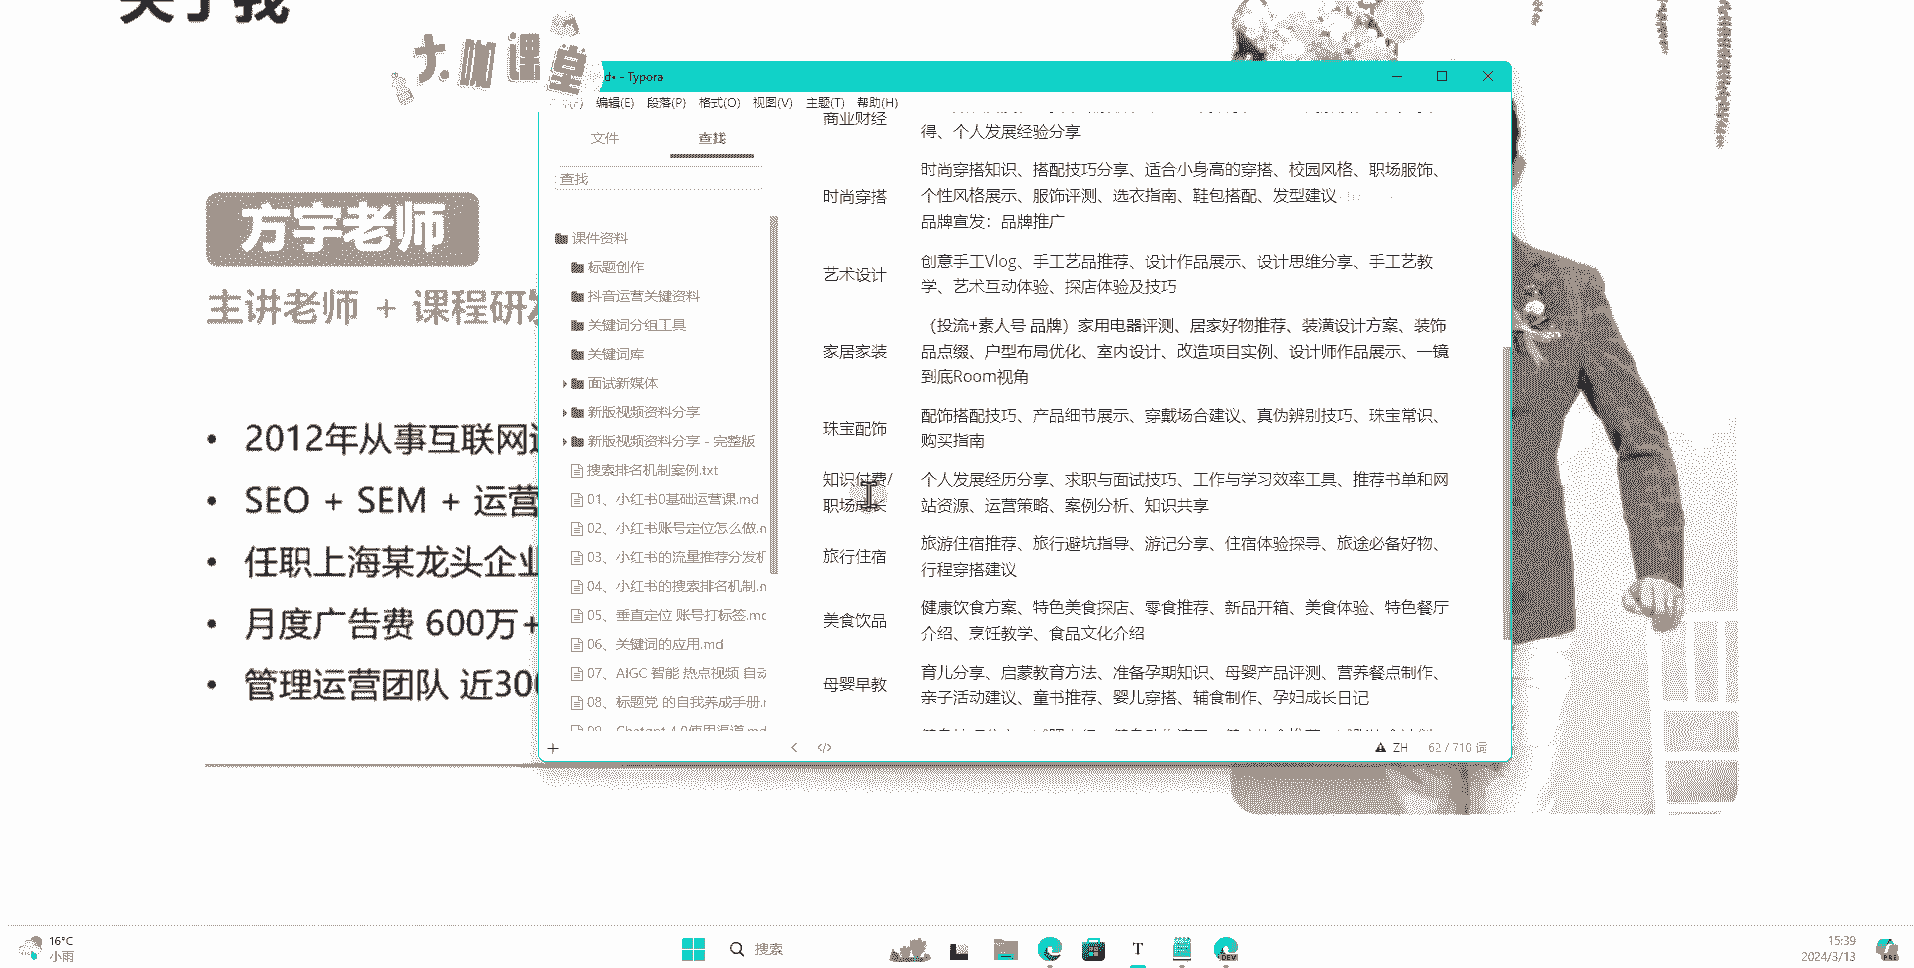 关于我
大咖课堂
方宇老师
主讲老师 + 课程研发
2012年从事互联网
SEO + SEM + 运营
任职上海某龙头企业
月度广告费 600万+
管理运营团队 近300
d• - Typora
编辑(E) 段落(P) 格式(O) 视图(V) 主题(T) 帮助(H)
文件 查找
查找
课件资料
标题创作
抖音运营关键资料
关键词分组工具
关键词库
面试新媒体
新版视频资料分享
新版视频资料分享 - 完整版
搜索排名机制案例.txt
01、小红书0基础运营课.md
02、小红书账号定位怎么做.m
03、小红书的流量推荐分发机
04、小红书的搜索排名机制.m
05、垂直定位 账号打标签.md
06、关键词的应用.md
07、AIGC 智能 热点视频 自动
08、标题党 的自我养成手册.m
09、Chatgpt 4.0使用渠道.md
商业财经
得、个人发展经验分享
时尚穿搭
时尚穿搭知识、搭配技巧分享、适合小身高的穿搭、校园风格、职场服饰、
个性风格展示、服饰评测、选衣指南、鞋包搭配、发型建议
品牌宣发：品牌推广
艺术设计
创意手工Vlog、手工艺品推荐、设计作品展示、设计思维分享、手工艺教
学、艺术互动体验、探店体验及技巧
家居家装
（投流+素人号 品牌）家用电器评测、居家好物推荐、装潢设计方案、装饰
品点缀、户型布局优化、室内设计、改造项目实例、设计师作品展示、一镜
到底Room视角
珠宝配饰
配饰搭配技巧、产品细节展示、穿戴场合建议、真伪辨别技巧、珠宝常识、
购买指南
知识付费/
职场成长
个人发展经历分享、求职与面试技巧、工作与学习效率工具、推荐书单和网
站资源、运营策略、案例分析、知识共享
旅行住宿
旅游住宿推荐、旅行避坑指导、游记分享、住宿体验探寻、旅途必备好物、
行程穿搭建议
美食饮品
健康饮食方案、特色美食探店、零食推荐、新品开箱、美食体验、特色餐厅
介绍、烹饪教学、食品文化介绍
母婴早教
育儿分享、启蒙教育方法、准备孕期知识、母婴产品评测、营养餐点制作、
亲子活动建议、童书推荐、婴儿穿搭、辅食制作、孕妇成长日记
ZH 62 / 710 词
16°C
小雨
搜索
T
DEV
15:39
2024/3/13
PRE